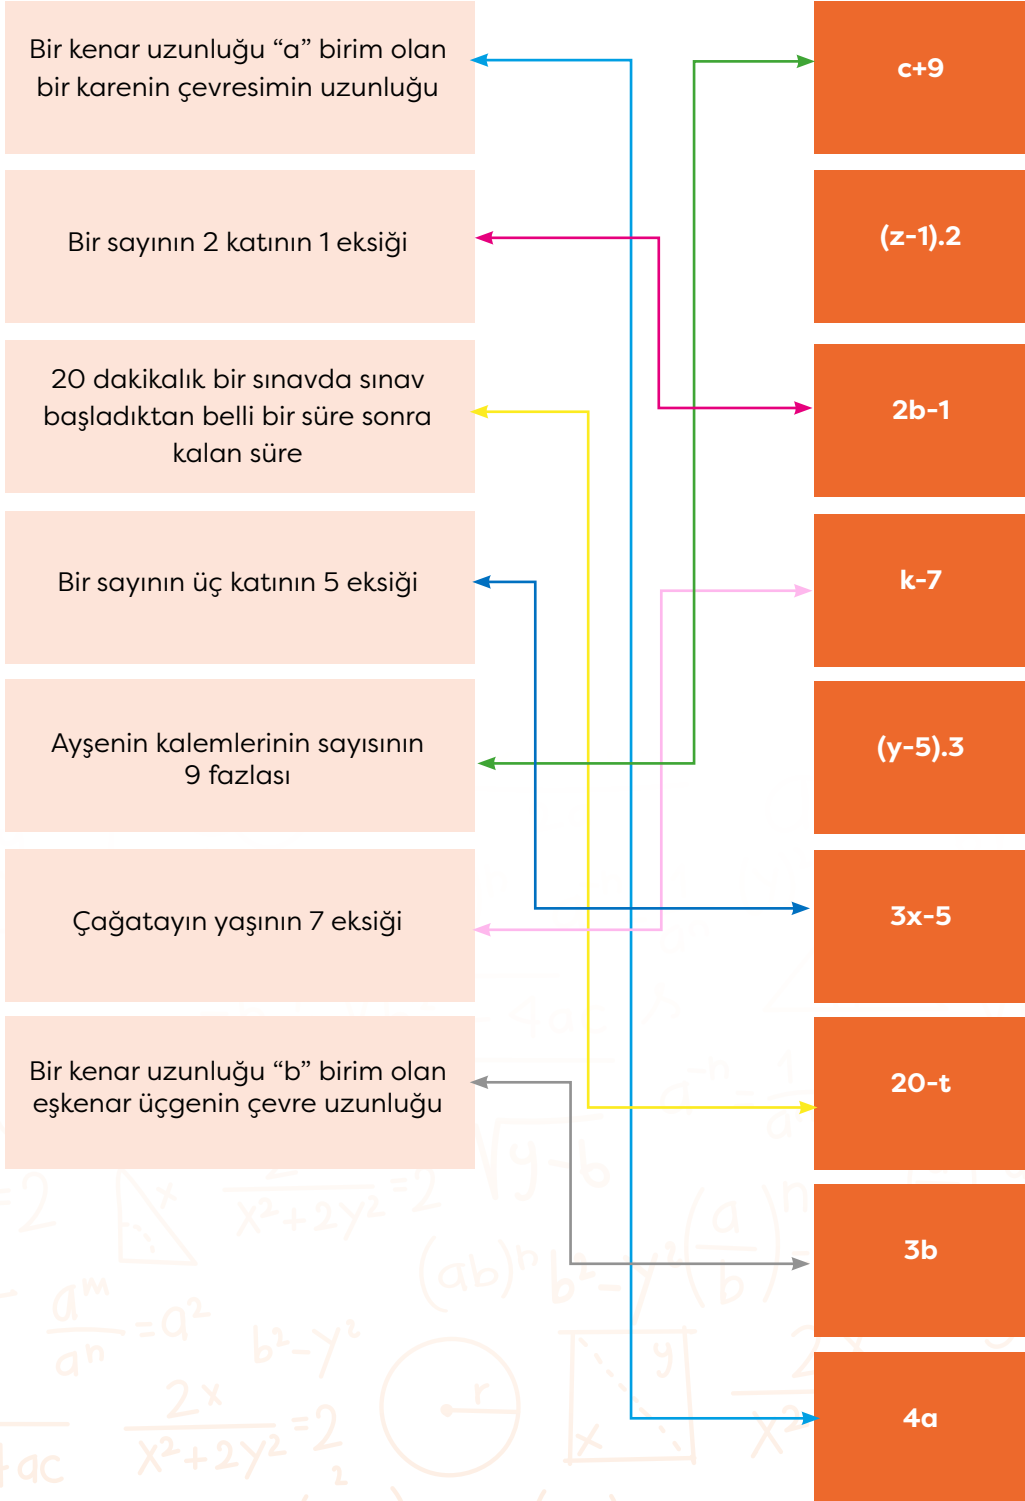 Bir kenar uzunluğu “a” birim olan
bir karenin çevresimin uzunluğu
c+9
Bir sayının 2 katının 1 eksiği
(z-1).2
20 dakikalık bir sınavda sınav
başladıktan belli bir süre sonra
kalan süre
2b-1
Bir sayının üç katının 5 eksiği
k-7
Ayşenin kalemlerinin sayısının
9 fazlası
(y-5).3
Çağatayın yaşının 7 eksiği
3x-5
Bir kenar uzunluğu “b” birim olan
eşkenar üçgenin çevre uzunluğu
20-t
3b
4a